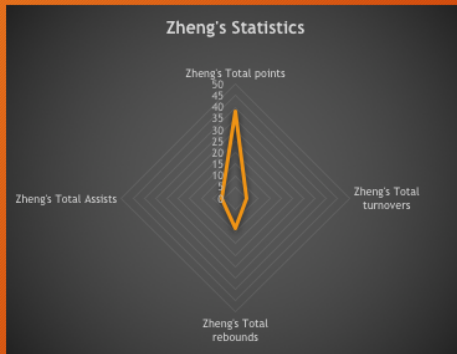 Zheng's Statistics
Zheng's Total points
50
45
40
35
30
25
20
15
10
5
0
Zheng's Total Assists
Zheng's Total
turnovers
Zheng's Total
rebounds